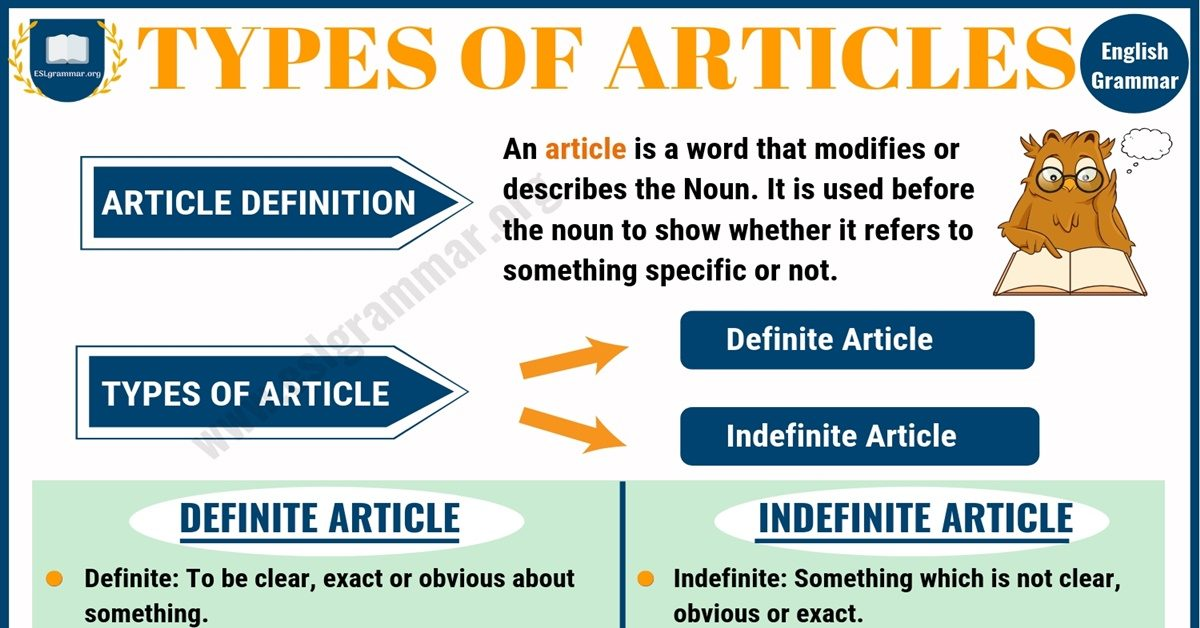 ESLgrammar.org
TYPES OF ARTICLES
English
Grammar
ARTICLE DEFINITION
An article is a word that modifies or
describes the Noun. It is used before
the noun to show whether it refers to
something specific or not.
www.eslgrammar.org
TYPES OF ARTICLE
Definite Article
Indefinite Article
DEFINITE ARTICLE
Definite: To be clear, exact or obvious about
something.
INDEFINITE ARTICLE
Indefinite: Something which is not clear,
obvious or exact.